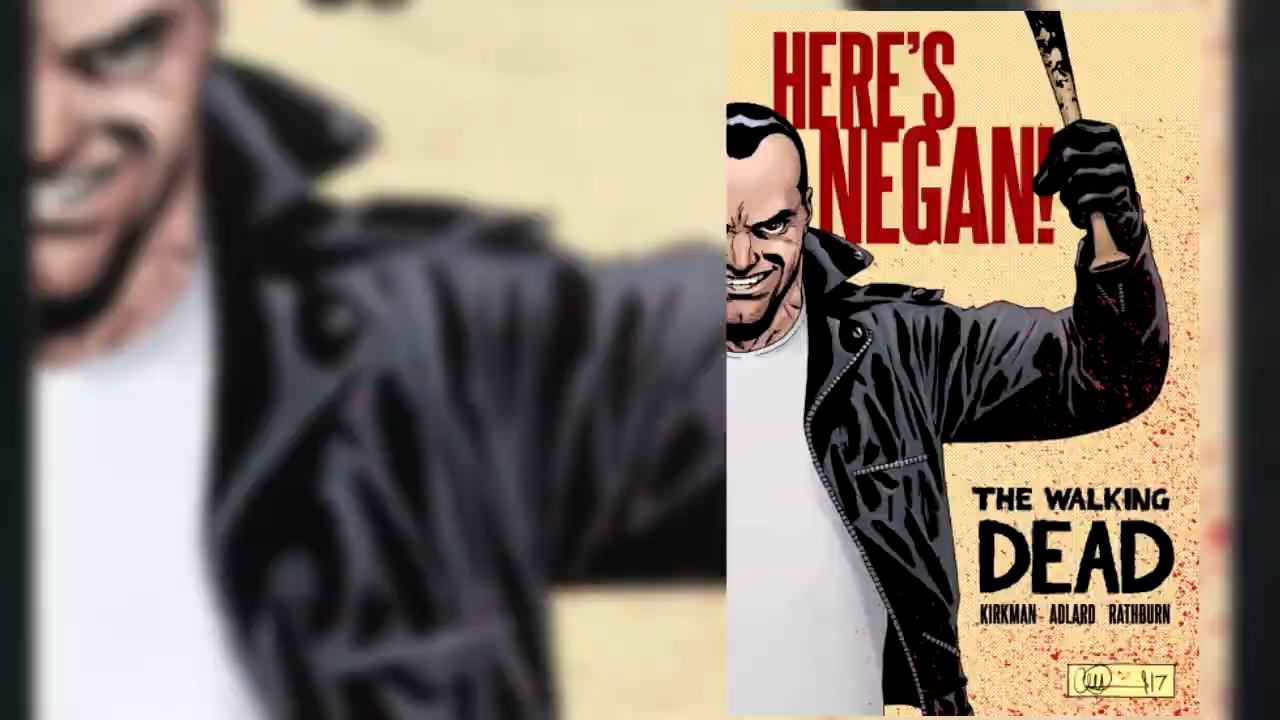 HERE'S
NEGAN!
THE WALKING
DEAD
KIRKMAN ADLARD RATHBURN
/17